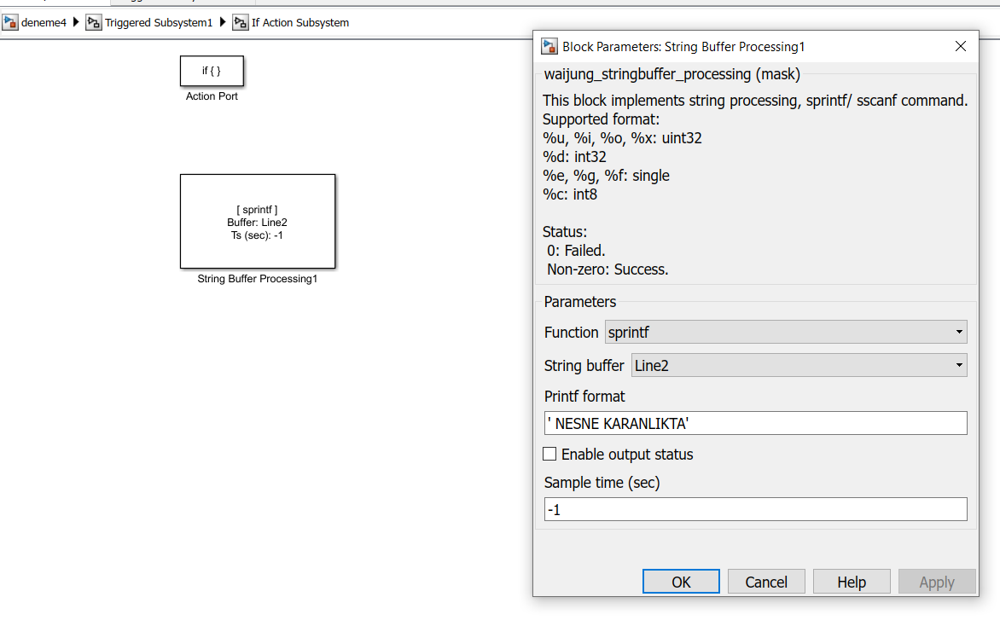 deneme4 Triggered Subsystem1 If Action Subsystem
if { }
Action Port
[ sprintf ]
Buffer: Line2
Ts (sec): -1
String Buffer Processing1
Block Parameters: String Buffer Processing1
waijung_stringbuffer_processing (mask)
This block implements string processing, sprintf/ sscanf command.
Supported format:
%u, %i, %o, %x: uint32
%d: int32
%e, %g, %f: single
%c: int8
Status:
0: Failed.
Non-zero: Success.
Parameters
Function sprintf
String buffer Line2
Printf format
' NESNE KARANLIKTA'
Enable output status
Sample time (sec)
-1
OK Cancel Help Apply